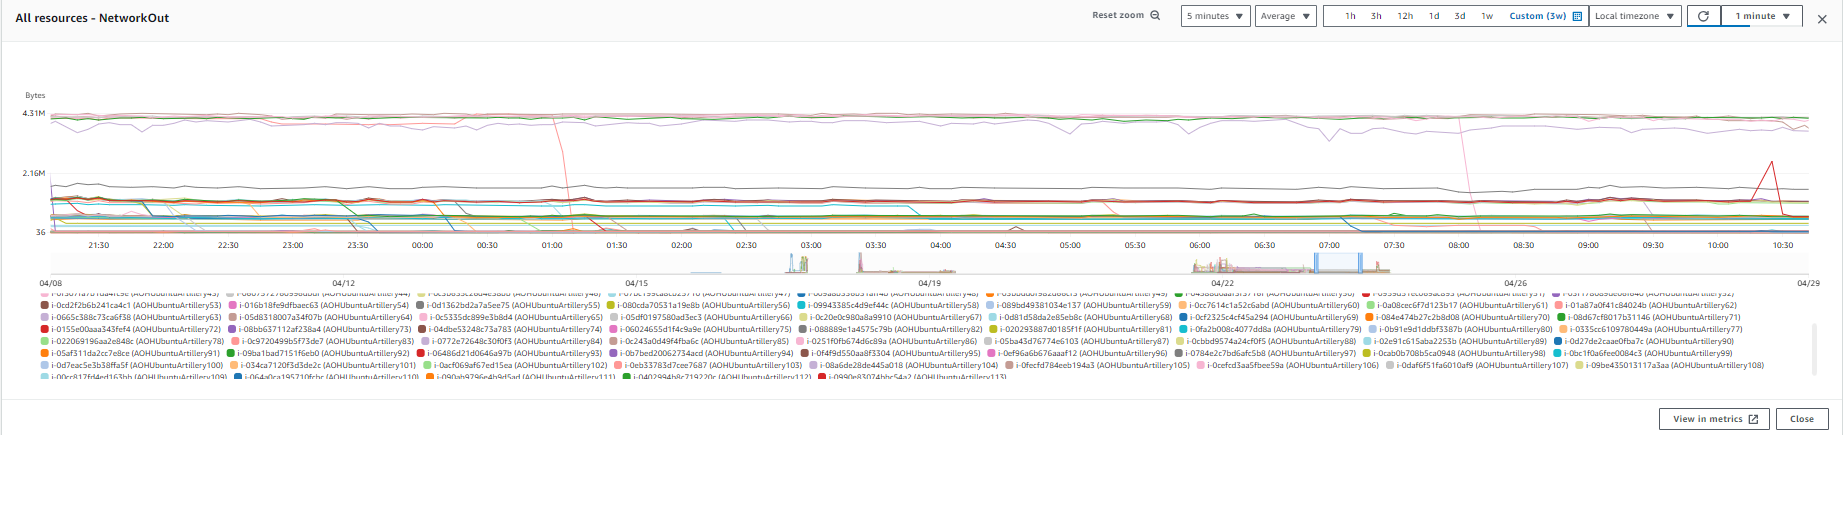 All resources - NetworkOut
Reset zoom 5 minutes Average 1h 3h 12h 1d 3d 1w Custom (3w) Local timezone 1 minute
Bytes
4.31M
2.16M
36
21:30 22:00 22:30 23:00 23:30 00:00 00:30 01:00 01:30 02:00 02:30 03:00 03:30 04:00 04:30 05:00 05:30 06:00 06:30 07:00 07:30 08:00 08:30 09:00 09:30 10:00 10:30
04/08 04/12 04/15 04/19 04/22 04/26 04/29
i-0cd2f2b6b241ca4c1 (AOHUbuntuArtillery53) i-016b18fe9dfbaec63 (AOHUbuntuArtillery54) i-0d1362bd2a7a5ee75 (AOHUbuntuArtillery55) i-080cda70531a19e8b (AOHUbuntuArtillery56) i-09943385c4d9ef44c (AOHUbuntuArtillery58) i-089bd49381034e137 (AOHUbuntuArtillery59) i-0cc7614c1a52c6abd (AOHUbuntuArtillery60) i-0a08cec6f7d123b17 (AOHUbuntuArtillery61) i-01a87a0f41c84024b (AOHUbuntuArtillery62)
i-0665c388c73ca6f38 (AOHUbuntuArtillery63) i-05d8318007a34f07b (AOHUbuntuArtillery64) i-0c5335dc899e3b8d4 (AOHUbuntuArtillery65) i-05df0197580ad3ec3 (AOHUbuntuArtillery66) i-0c20e0c980a8a9910 (AOHUbuntuArtillery67) i-0d81d58da2e85eb8c (AOHUbuntuArtillery68) i-0cf2325c4cf45a294 (AOHUbuntuArtillery69) i-084e474b27c2b8d08 (AOHUbuntuArtillery70) i-08d67cf8017b31146 (AOHUbuntuArtillery71)
i-0155e00aaa343fef4 (AOHUbuntuArtillery72) i-08bb637112af238a4 (AOHUbuntuArtillery73) i-04dbe53248c73a783 (AOHUbuntuArtillery74) i-06024655d1f4c9a9e (AOHUbuntuArtillery75) i-088889e1a4575c79b (AOHUbuntuArtillery82) i-020293887d0185f1f (AOHUbuntuArtillery81) i-0fa2b008c4077dd8a (AOHUbuntuArtillery79) i-0b91e9d1ddbf3387b (AOHUbuntuArtillery80) i-0335cc6109780449a (AOHUbuntuArtillery77)
i-022069196aa2e848c (AOHUbuntuArtillery78) i-0c9720499b5f73de7 (AOHUbuntuArtillery83) i-0772e72648c30f0f3 (AOHUbuntuArtillery84) i-0c243a0d49f4fba6c (AOHUbuntuArtillery85) i-0251f0fb674d6c89a (AOHUbuntuArtillery86) i-05ba43d76774e6103 (AOHUbuntuArtillery87) i-0cbbd9574a24cf0f5 (AOHUbuntuArtillery88) i-02e91c615aba2253b (AOHUbuntuArtillery89) i-0d27de2caae0fba7c (AOHUbuntuArtillery90)
i-05af311da2cc7e8ce (AOHUbuntuArtillery91) i-09ba1bad7151f6eb0 (AOHUbuntuArtillery92) i-06486d21d0646a97b (AOHUbuntuArtillery93) i-0b7bed20062734acd (AOHUbuntuArtillery94) i-0f4f9d550aa8f3304 (AOHUbuntuArtillery95) i-0ef96a6b676aaaf12 (AOHUbuntuArtillery96) i-0784e2c7bd6afc5b8 (AOHUbuntuArtillery97) i-0cab0b708b5ca0948 (AOHUbuntuArtillery98) i-0bc1f0a6fee0084c3 (AOHUbuntuArtillery99)
i-0d7eac5e3b38ffa5f (AOHUbuntuArtillery100) i-034ca7120f3d3de2c (AOHUbuntuArtillery101) i-0acf069af67ed15ea (AOHUbuntuArtillery102) i-0eb33783d7cee7687 (AOHUbuntuArtillery103) i-08a6de28de445a018 (AOHUbuntuArtillery104) i-0fecfd784eeb194a3 (AOHUbuntuArtillery105) i-0cefcd3aa5fbee59a (AOHUbuntuArtillery106) i-0daf6f51fa6010af9 (AOHUbuntuArtillery107) i-09be435013117a3aa (AOHUbuntuArtillery108)
View in metrics Close